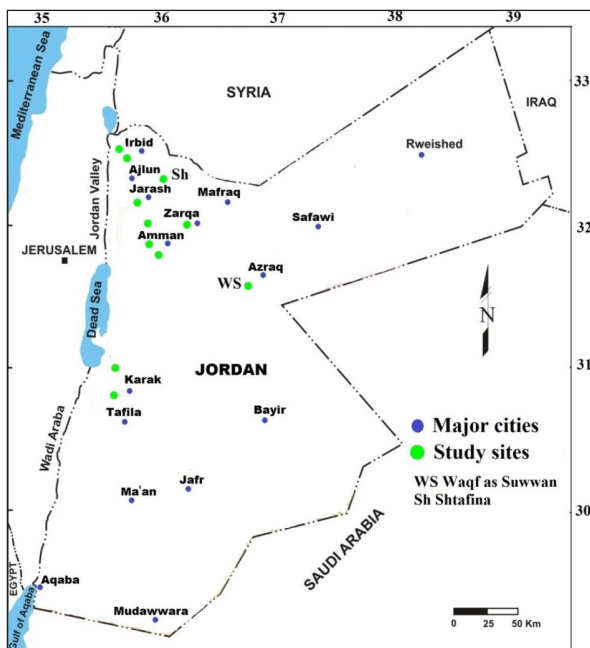 35 36 37 38 39
Mediterranean Sea
33
SYRIA
IRAQ
Irbid
Rweished
Ajlun
Sh
Jarash
Mafraq
Jordan Valley
Zarqa
Safawi
32
Amman
JERUSALEM
Azraq
WS
Dead Sea
N
31
JORDAN
Karak
Tafila
Bayir
Major cities
Study sites
Wadi Araba
WS Waqf as Suwwan
Sh Shtafina
Ma'an
Jafr
30
SAUDI ARABIA
EGYPT
Aqaba
Gulf of Aqaba
Mudawwara
0 25 50 Km